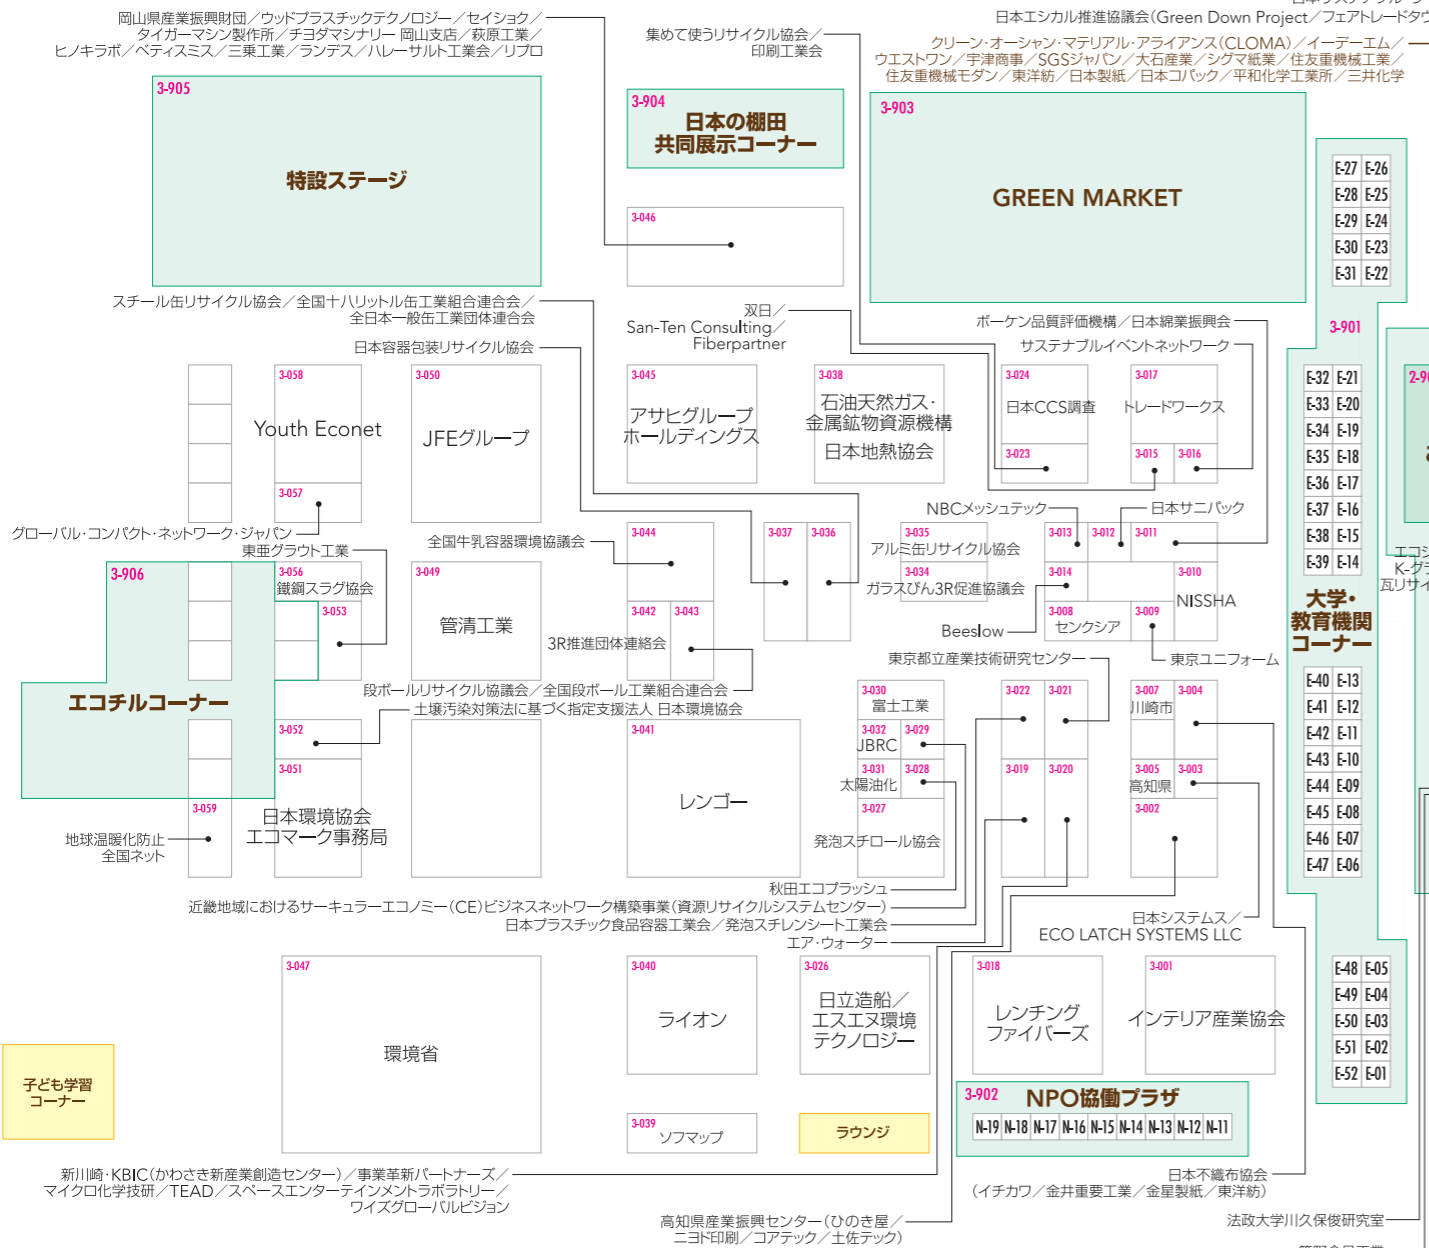 岡山県産業振興財団／ウッドプラスチックテクノロジー／セイショク／
タイガーマシン製作所／チヨダマシナリー 岡山支店／萩原工業／
ヒノキラボ／ベティスミス／三乗工業／ランデス／ハレーサルト工業会／リプロ
集めて使うリサイクル協会／
印刷工業会
日本エシカル推進協議会（Green Down Project／フェアトレードタウ
クリーン・オーシャン・マテリアル・アライアンス（CLOMA）／イーデーエム／
ウエストワン／宇津商事／SGSジャパン／大石産業／シグマ紙業／住友重機械工業／
住友重機械モダン／東洋紡／日本製紙／日本コパック／平和化学工業所／三井化学
3-905
特設ステージ
3-904
日本の棚田
共同展示コーナー
3-903
GREEN MARKET
3-046
E-27 E-26
E-28 E-25
E-29 E-24
E-30 E-23
E-31 E-22
スチール缶リサイクル協会／全国十八リットル缶工業組合連合会／
全日本一般缶工業団体連合会
日本容器包装リサイクル協会
双日／
San-Ten Consulting／
Fiberpartner
ボーケン品質評価機構／日本綿業振興会
サステナブルイベントネットワーク
3-901
3-058
Youth Econet
3-057
3-050
JFEグループ
3-045
アサヒグループ
ホールディングス
3-038
石油天然ガス・
金属鉱物資源機構
日本地熱協会
3-024
日本CCS調査
3-023
3-017
トレードワークス
3-015
3-016
E-32 E-21
E-33 E-20
E-34 E-19
E-35 E-18
E-36 E-17
E-37 E-16
E-38 E-15
E-39 E-14
グローバル・コンパクト・ネットワーク・ジャパン
東亜グラウト工業
全国牛乳容器環境協議会
3-044
3-037
3-036
3-035
アルミ缶リサイクル協会
3-034
ガラスびん3R促進協議会
NBCメッシュテック
日本サニパック
3-013
3-012
3-011
3-014
3-010
NISSHA
3-008
センクシア
3-009
Beeslow
東京ユニフォーム
3-906
エコチルコーナー
3-056
鐵鋼スラグ協会
3-053
3-049
管清工業
3-042
3-043
3R推進団体連絡会
段ボールリサイクル協議会／全国段ボール工業組合連合会
土壌汚染対策法に基づく指定支援法人 日本環境協会
東京都立産業技術研究センター
大学・
教育機関
コーナー
3-052
3-051
日本環境協会
エコマーク事務局
3-059
地球温暖化防止
全国ネット
3-041
レンゴー
3-030
富士工業
3-032
JBRC
3-029
3-031
太陽油化
3-028
3-027
発泡スチロール協会
3-022
3-021
3-019
3-020
3-007
川崎市
3-004
3-005
高知県
3-003
3-002
E-40 E-13
E-41 E-12
E-42 E-11
E-43 E-10
E-44 E-09
E-45 E-08
E-46 E-07
E-47 E-06
秋田エコプラッシュ
近畿地域におけるサーキュラーエコノミー（CE）ビジネスネットワーク構築事業（資源リサイクルシステムセンター）
日本プラスチック食品容器工業会／発泡スチレンシート工業会
エア・ウォーター
日本システムス／
ECO LATCH SYSTEMS LLC
3-047
環境省
3-040
ライオン
3-026
日立造船／
エスエヌ環境
テクノロジー
3-018
レンチング
ファイバーズ
3-001
インテリア産業協会
E-48 E-05
E-49 E-04
E-50 E-03
E-51 E-02
E-52 E-01
子ども学習
コーナー
3-039
ソフマップ
ラウンジ
3-902
NPO協働プラザ
N-19 N-18 N-17 N-16 N-15 N-14 N-13 N-12 N-11
新川崎・KBIC（かわさき新産業創造センター）／事業革新パートナーズ／
マイクロ化学技研／TEAD／スペースエンターテインメントラボラトリー／
ワイズグローバルビジョン
高知県産業振興センター（ひのき屋／
ニヨド印刷／コアテック／土佐テック）
日本不織布協会
（イチカワ／金井重要工業／金星製紙／東洋紡）
法政大学川久保俊研究室